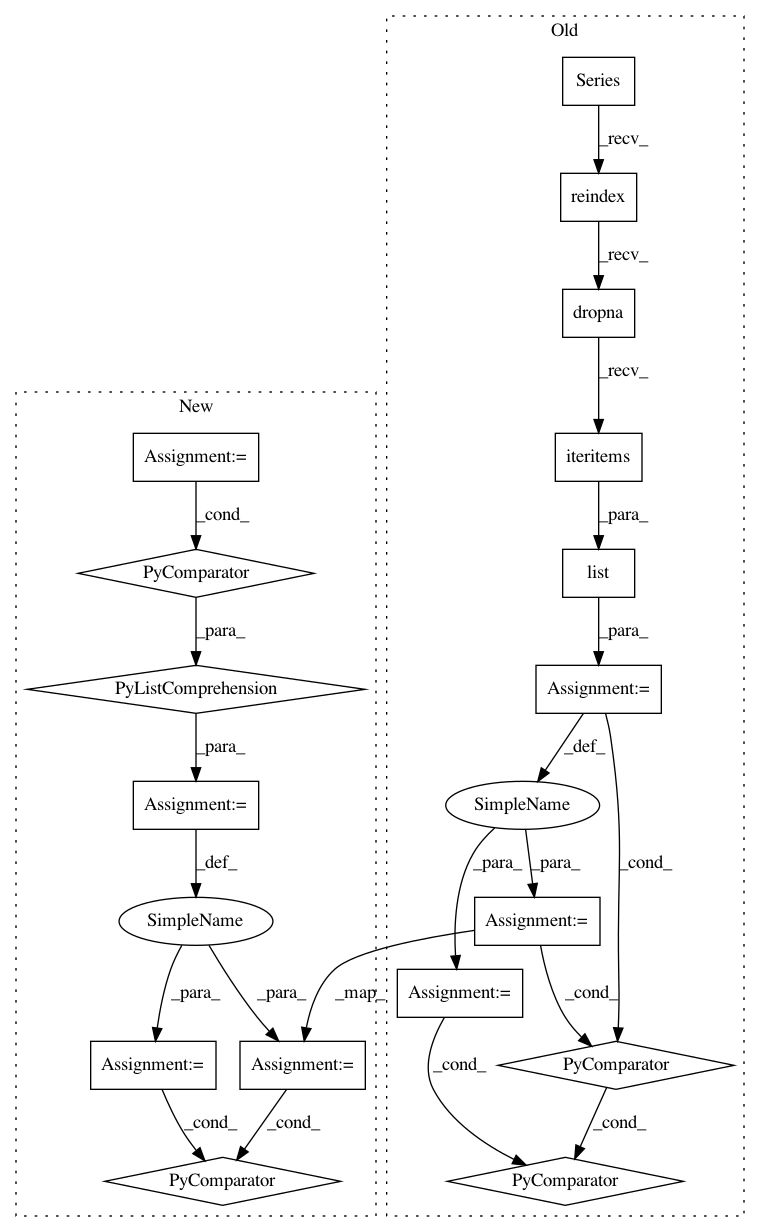 Old
Series
_recv_
reindex
_recv_
dropna
_recv_
New
Assignment:=
iteritems
_cond_
_para_
PyComparator
list
_para_
_para_
PyListComprehension
Assignment:=
_para_
_def_
Assignment:=
SimpleName
_def_
_para_
_para_
_cond_
SimpleName
Assignment:=
_para_
_para_
_map_
Assignment:=
_cond_
Assignment:=
Assignment:=
PyComparator
_cond_
_cond_
_cond_
_cond_
PyComparator
PyComparator